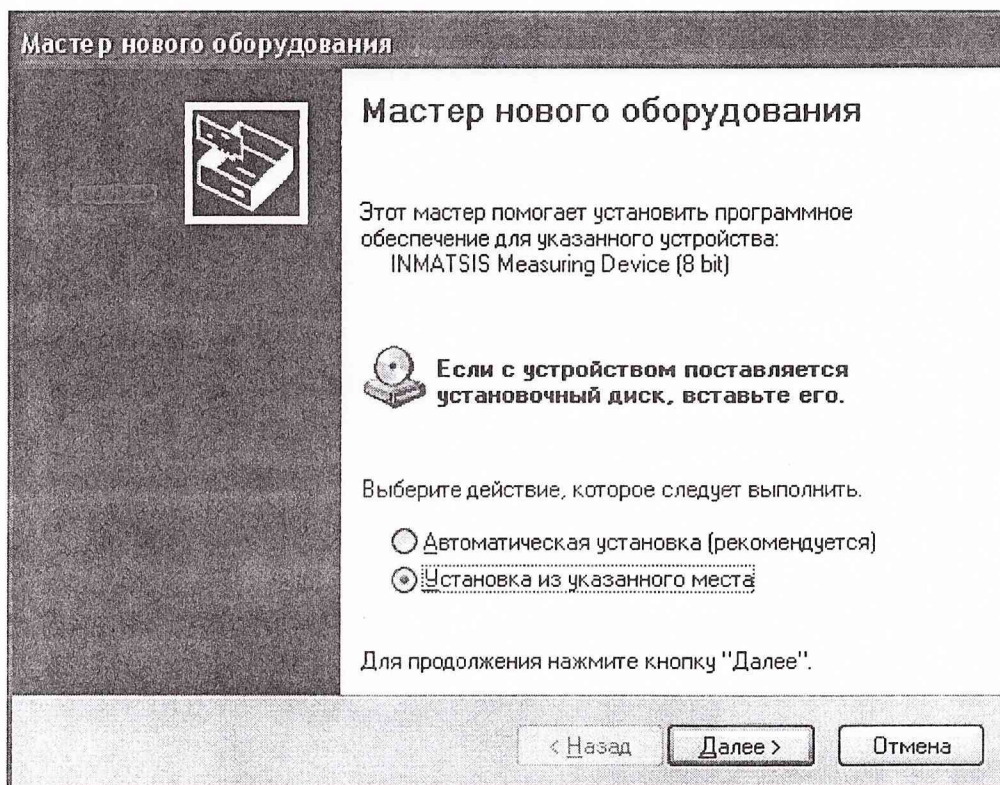 Мастер нового оборудования
Мастер нового оборудования
Этот мастер помогает установить программное
обеспечение для указанного устройства:
INMATSIS Measuring Device (8 bit)
Если с устройством поставляется
установочный диск, вставьте его.
Выберите действие, которое следует выполнить.
Автоматическая установка (рекомендуется)
Установка из указанного места
Для продолжения нажмите кнопку "Далее".
< Назад
Далее >
Отмена